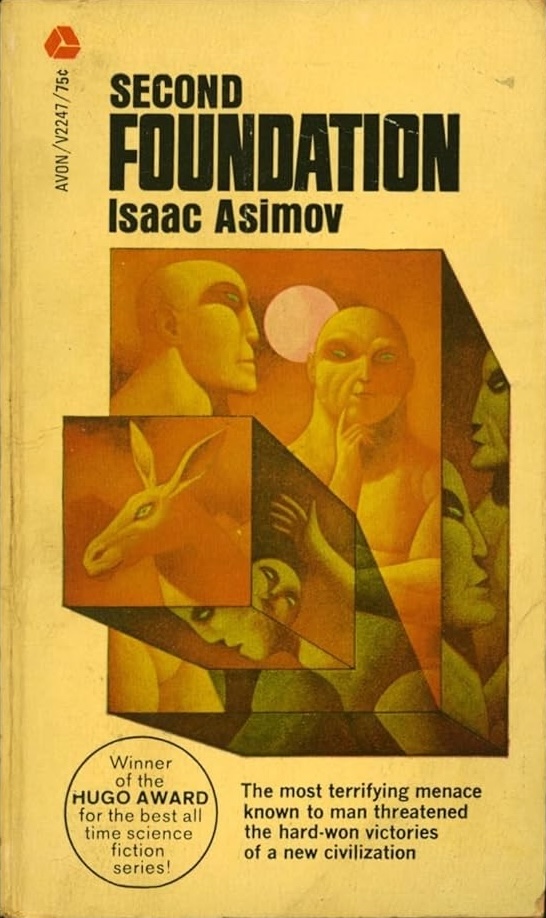 AVON/V2247/75¢
SECOND
FOUNDATION
Isaac Asimov
Winner
of the
HUGO AWARD
for the best all
time science
fiction
series!
The most terrifying menace
known to man threatened
the hard-won victories
of a new civilization